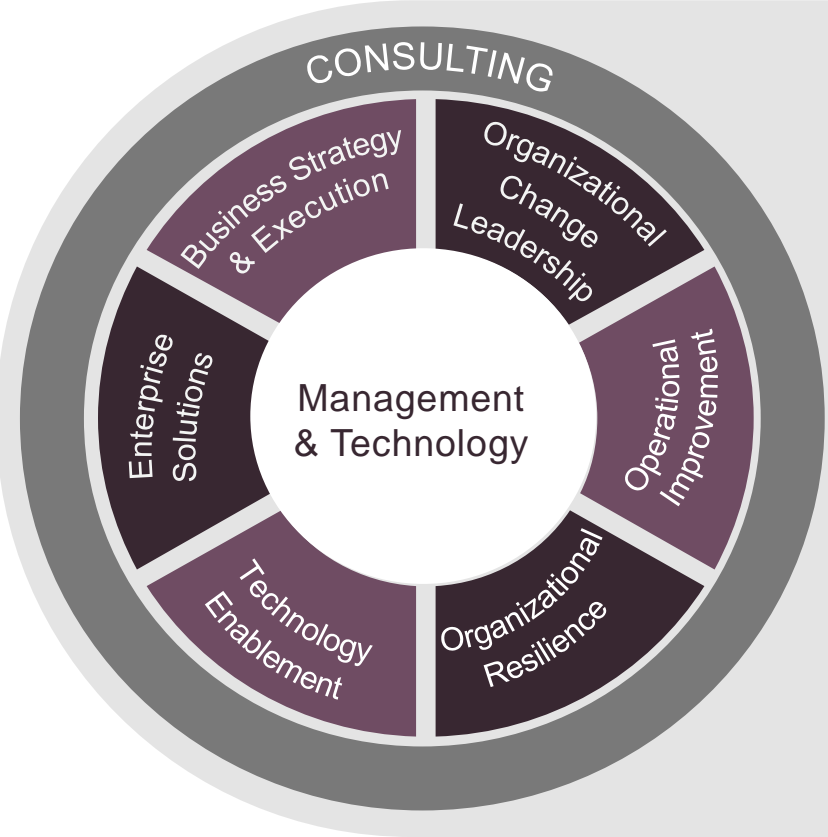 CONSULTING
Business Strategy
& Execution
Organizational
Change
Leadership
Operational
Improvement
Organizational
Resilience
Technology
Enablement
Enterprise
Solutions
Management
& Technology